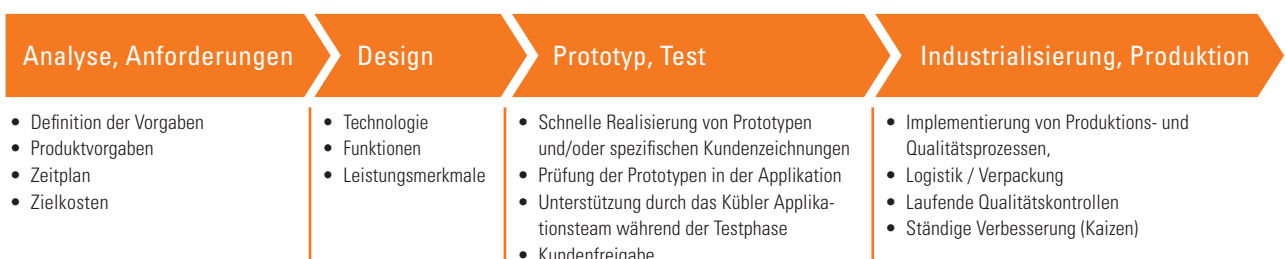 Analyse, Anforderungen
• Definition der Vorgaben
• Produktvorgaben
• Zeitplan
• Zielkosten
Design
• Technologie
• Funktionen
• Leistungsmerkmale
Prototyp, Test
• Schnelle Realisierung von Prototypen
und/oder spezifischen Kundenzeichnungen
• Prüfung der Prototypen in der Applikation
• Unterstützung durch das Kübler Applika-
tionsteam während der Testphase
• Kundenfreigabe
Industrialisierung, Produktion
• Implementierung von Produktions- und
Qualitätsprozessen,
• Logistik / Verpackung
• Laufende Qualitätskontrollen
• Ständige Verbesserung (Kaizen)